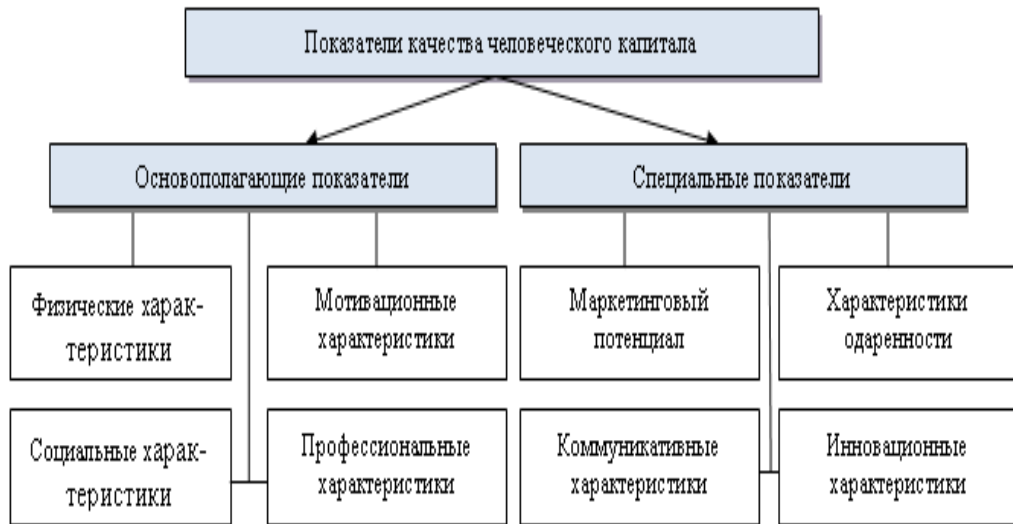 Показатели качества человеческого капитала
Основополагающие показатели
Специальные показатели
Физические харак-
теристики
Мотивационные
характеристики
Маркетинговый
потенциал
Характеристики
одаренности
Социальные харак-
теристики
Профессиональные
характеристики
Коммуникативные
характеристики
Инновационные
характеристики